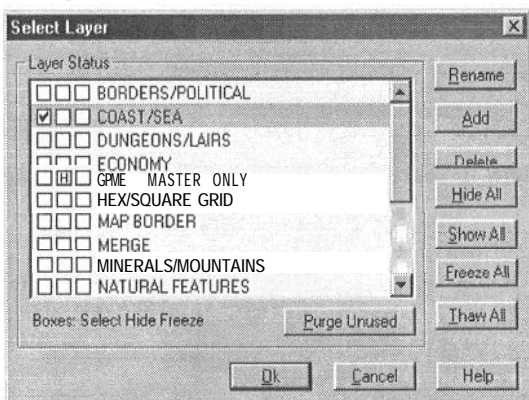 Select Layer
Layer Status
BORDERS/POLITICAL
COAST/SEA
DUNGEONS/LAIRS
ECONOMY
H GPME MASTER ONLY
HEX/SQUARE GRID
MAP BORDER
MERGE
MINERALS/MOUNTAINS
NATURAL FEATURES
Boxes: Select Hide Freeze
Purge Unused
Rename
Add
Delete
Hide All
Show All
Freeze All
Thaw All
Ok
Cancel
Help